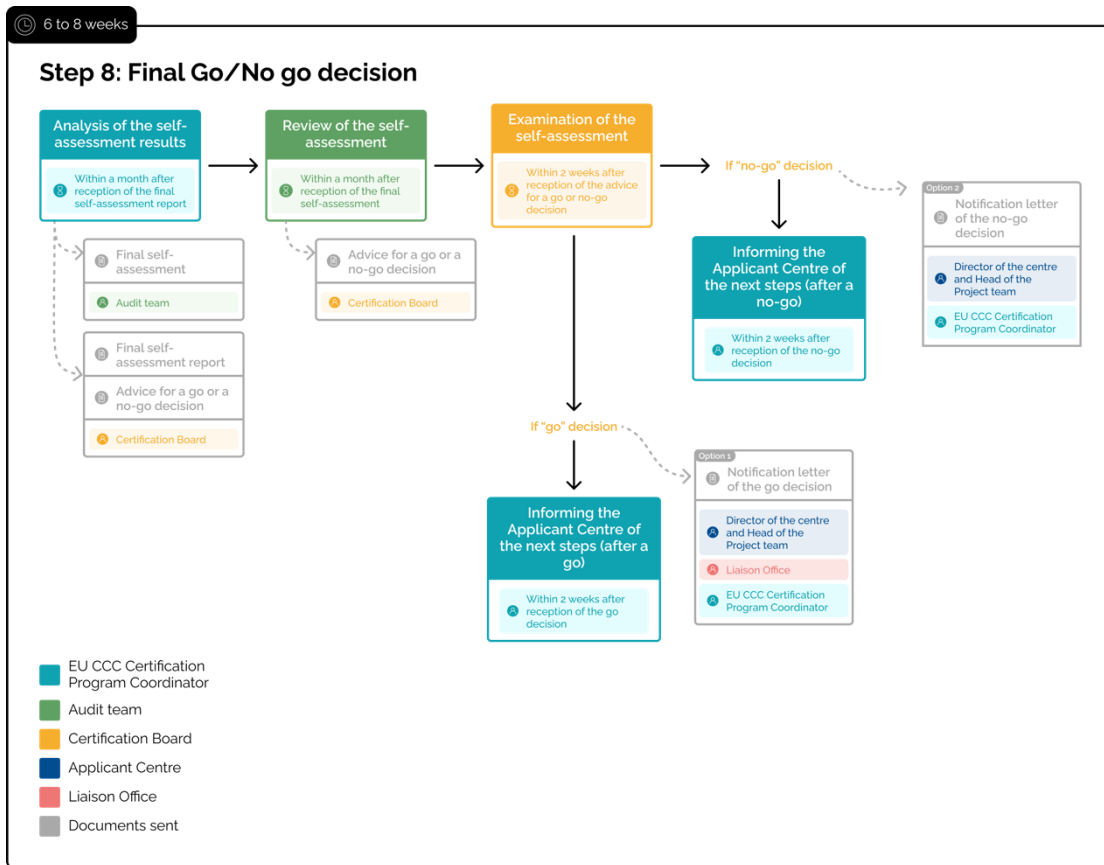 6 to 8 weeks
Step 8: Final Go/No go decision
Analysis of the self-
assessment results
Within a month after
reception of the final
self-assessment report
Final self-
assessment
Audit team
Final self-
assessment report
Advice for a go or a
no-go decision
Certification Board
Review of the self-
assessment
Within a month after
reception of the final
self-assessment
Advice for a go or a
no-go decision
Certification Board
Examination of the
self-assessment
Within 2 weeks after
reception of the advice
for a go or no-go
decision
If “no-go” decision
Option 2
Notification letter
of the no-go
decision
Director of the centre
and Head of the
Project team
EU CCC Certification
Program Coordinator
Informing the
Applicant Centre of
the next steps (after a
no-go)
Within 2 weeks after
reception of the no-go
decision
If “go” decision
Option 1
Notification letter
of the go decision
Director of the centre
and Head of the
Project team
Liaison Office
EU CCC Certification
Program Coordinator
Informing the
Applicant Centre of
the next steps (after a
go)
Within 2 weeks after
reception of the go
decision
EU CCC Certification
Program Coordinator
Audit team
Certification Board
Applicant Centre
Liaison Office
Documents sent